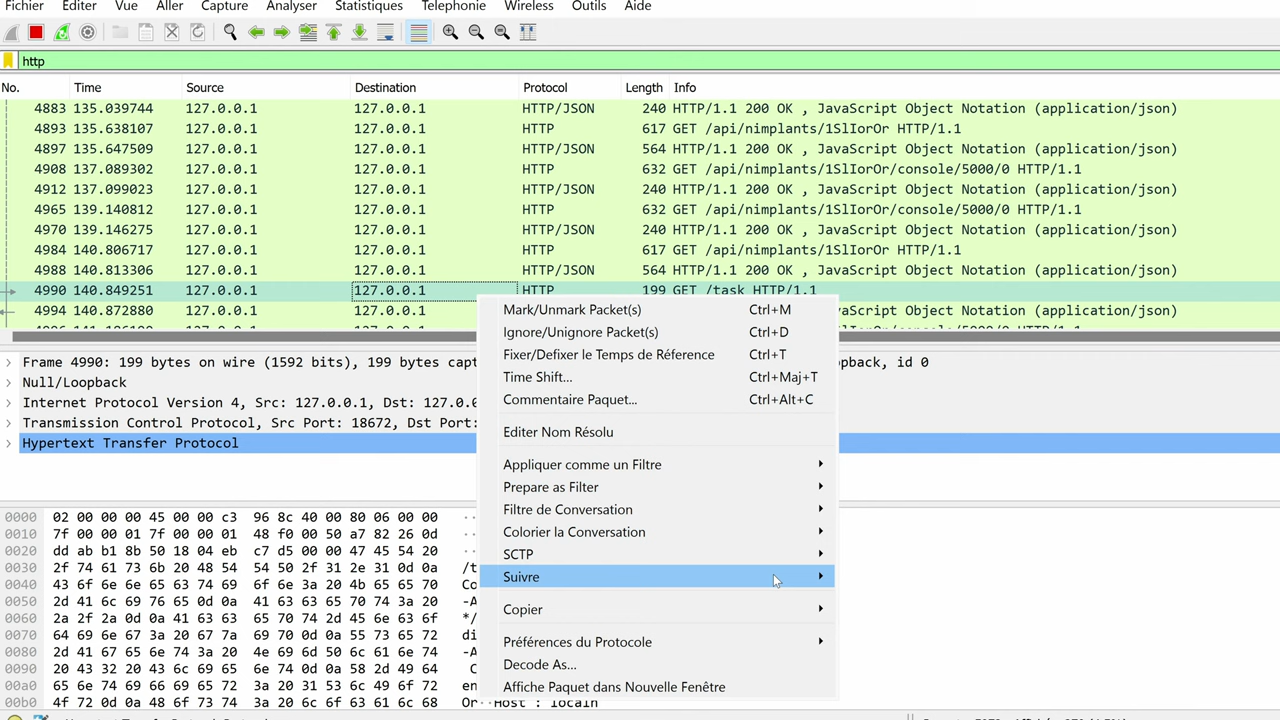 Fichier Editer Vue Aller Capture Analyser Statistiques Telephonie Wireless Outils Aide
http
No. Time Source Destination Protocol Length Info
4883 135.039744 127.0.0.1 127.0.0.1 HTTP/JSON 240 HTTP/1.1 200 OK , JavaScript Object Notation (application/json)
4893 135.638107 127.0.0.1 127.0.0.1 HTTP 617 GET /api/nimplants/1SlIorOr HTTP/1.1
4897 135.647509 127.0.0.1 127.0.0.1 HTTP/JSON 564 HTTP/1.1 200 OK , JavaScript Object Notation (application/json)
4908 137.089302 127.0.0.1 127.0.0.1 HTTP 632 GET /api/nimplants/1SlIorOr/console/5000/0 HTTP/1.1
4912 137.099023 127.0.0.1 127.0.0.1 HTTP/JSON 240 HTTP/1.1 200 OK , JavaScript Object Notation (application/json)
4965 139.140812 127.0.0.1 127.0.0.1 HTTP 632 GET /api/nimplants/1SlIorOr/console/5000/0 HTTP/1.1
4970 139.146275 127.0.0.1 127.0.0.1 HTTP/JSON 240 HTTP/1.1 200 OK , JavaScript Object Notation (application/json)
4984 140.806717 127.0.0.1 127.0.0.1 HTTP 617 GET /api/nimplants/1SlIorOr HTTP/1.1
4988 140.813306 127.0.0.1 127.0.0.1 HTTP/JSON 564 HTTP/1.1 200 OK , JavaScript Object Notation (application/json)
4990 140.849251 127.0.0.1 127.0.0.1 HTTP 199 GET /task HTTP/1.1
4994 140.872880 127.0.0.1 127.0.0.1 vaScript Object Notation (application/json)
Mark/Unmark Packet(s) Ctrl+M
Ignore/Unignore Packet(s) Ctrl+D
Fixer/Defixer le Temps de Réference Ctrl+T
Time Shift... Ctrl+Maj+T
Commentaire Paquet... Ctrl+Alt+C
Editer Nom Résolu
Appliquer comme un Filtre
Prepare as Filter
Filtre de Conversation
Colorier la Conversation
SCTP
Suivre
Copier
Préférences du Protocole
Decode As...
Affiche Paquet dans Nouvelle Fenêtre
Frame 4990: 199 bytes on wire (1592 bits), 199 bytes capt opback, id 0
Null/Loopback
Internet Protocol Version 4, Src: 127.0.0.1, Dst: 127.0.0
Transmission Control Protocol, Src Port: 18672, Dst Port:
Hypertext Transfer Protocol
0000 02 00 00 00 45 00 00 c3 96 8c 40 00 80 06 00 00 ··
0010 7f 00 00 01 7f 00 00 01 48 f0 00 50 a7 82 26 0d ··
0020 dd ab b1 8b 50 18 04 eb c7 d5 00 00 47 45 54 20 ··
0030 2f 74 61 73 6b 20 48 54 54 50 2f 31 2e 31 0d 0a /t
0040 43 6f 6e 6e 65 63 74 69 6f 6e 3a 20 4b 65 65 70 Co
0050 2d 41 6c 69 76 65 0d 0a 41 63 63 65 70 74 3a 20 -A
0060 2a 2f 2a 0d 0a 41 63 63 65 70 74 2d 45 6e 63 6f */
0070 64 69 6e 67 3a 20 67 7a 69 70 0d 0a 55 73 65 72 di
0080 2d 41 67 65 6e 74 3a 20 4e 69 6d 50 6c 61 6e 74 -A
0090 20 43 32 20 43 6c 69 65 6e 74 0d 0a 58 2d 49 64 C
00a0 65 6e 74 69 66 69 65 72 3a 20 31 53 6c 49 6f 72 en
00b0 4f 72 0d 0a 48 6f 73 74 3a 20 6c 6f 63 61 6c 68 Or··Host : localh